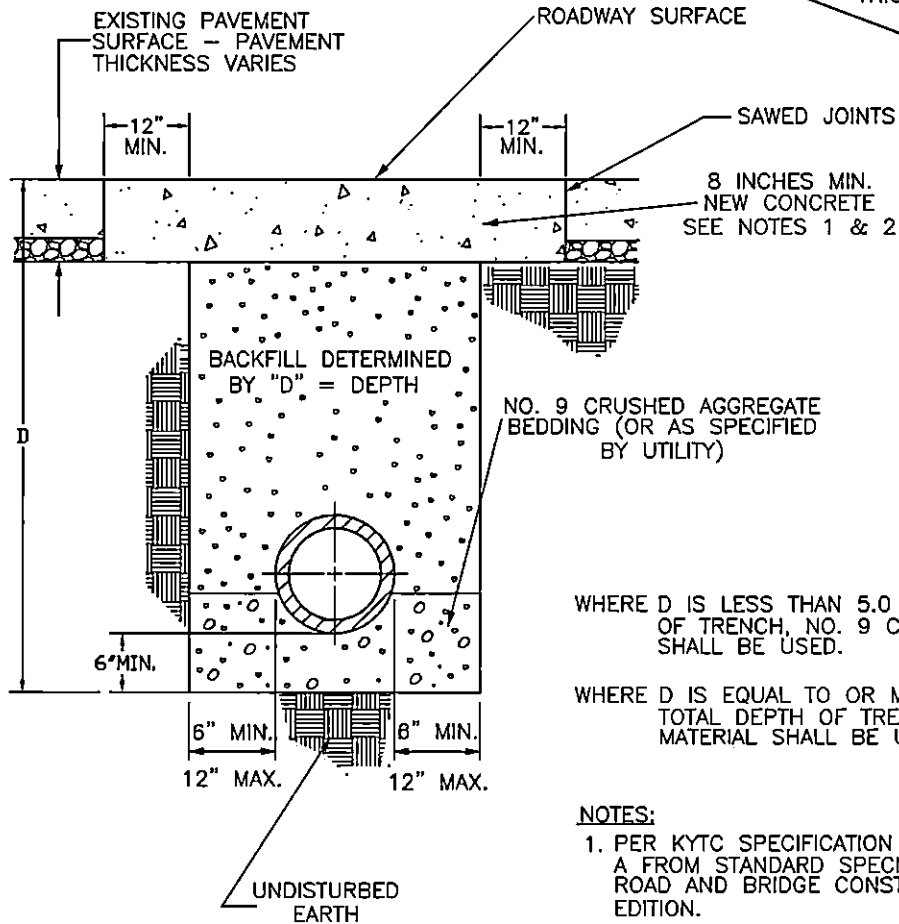 EXISTING PAVEMENT
SURFACE – PAVEMENT
THICKNESS VARIES
ROADWAY SURFACE
12"
MIN.
12"
MIN.
SAWED JOINTS
8 INCHES MIN.
NEW CONCRETE
SEE NOTES 1 & 2
BACKFILL DETERMINED
BY "D" = DEPTH
D
NO. 9 CRUSHED AGGREGATE
BEDDING (OR AS SPECIFIED
BY UTILITY)
6" MIN.
6" MIN.
12" MAX.
6" MIN.
12" MAX.
UNDISTURBED
EARTH
WHERE D IS LESS THAN 5.0
OF TRENCH, NO. 9 C
SHALL BE USED.
WHERE D IS EQUAL TO OR M
TOTAL DEPTH OF TRE
MATERIAL SHALL BE U
NOTES:
1. PER KYTC SPECIFICATION
A FROM STANDARD SPECI
ROAD AND BRIDGE CONST
EDITION.